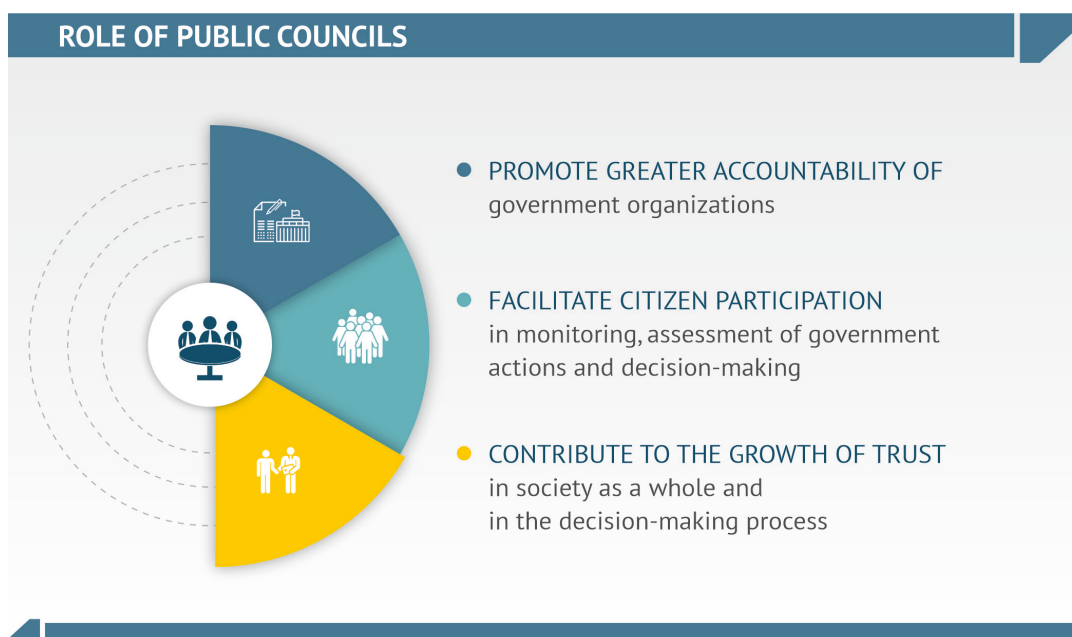 ROLE OF PUBLIC COUNCILS
PROMOTE GREATER ACCOUNTABILITY OF
government organizations
FACILITATE CITIZEN PARTICIPATION
in monitoring, assessment of government
actions and decision-making
CONTRIBUTE TO THE GROWTH OF TRUST
in society as a whole and
in the decision-making process